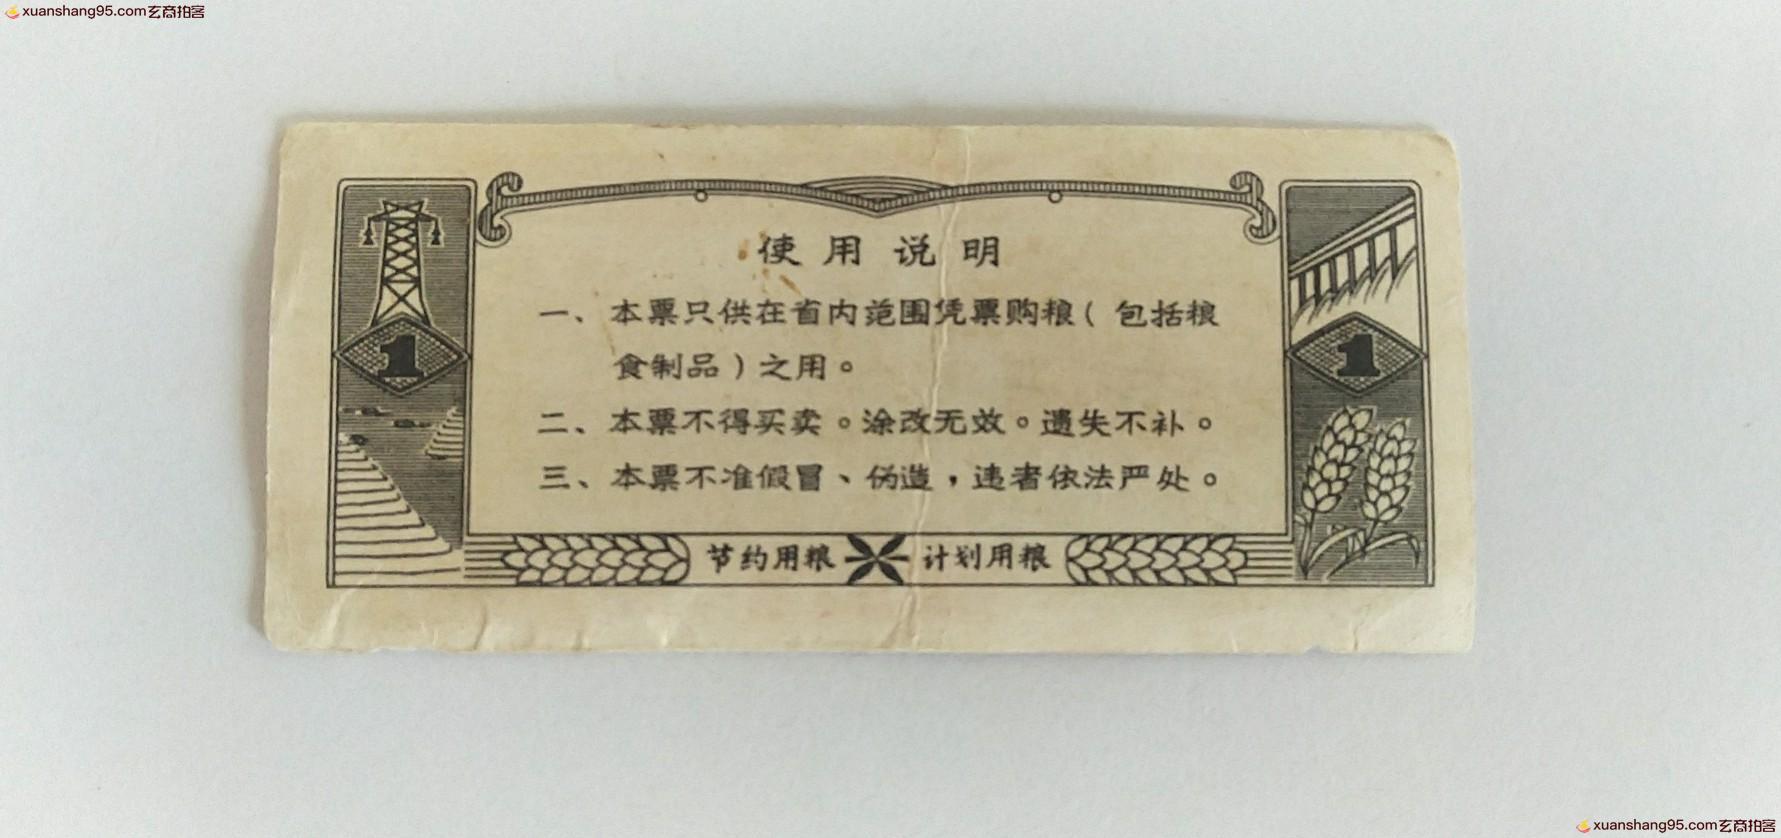 xuanshang95.com玄商拍客
使用说明
一、本票只供在省内范围凭票购粮(包括粮
食制品)之用。
1
1
二、本票不得买卖。涂改无效。遗失不补。
三、本票不准假冒、伪造,违者依法严处。
节约用粮 计划用粮
xuanshang95.com玄商拍客